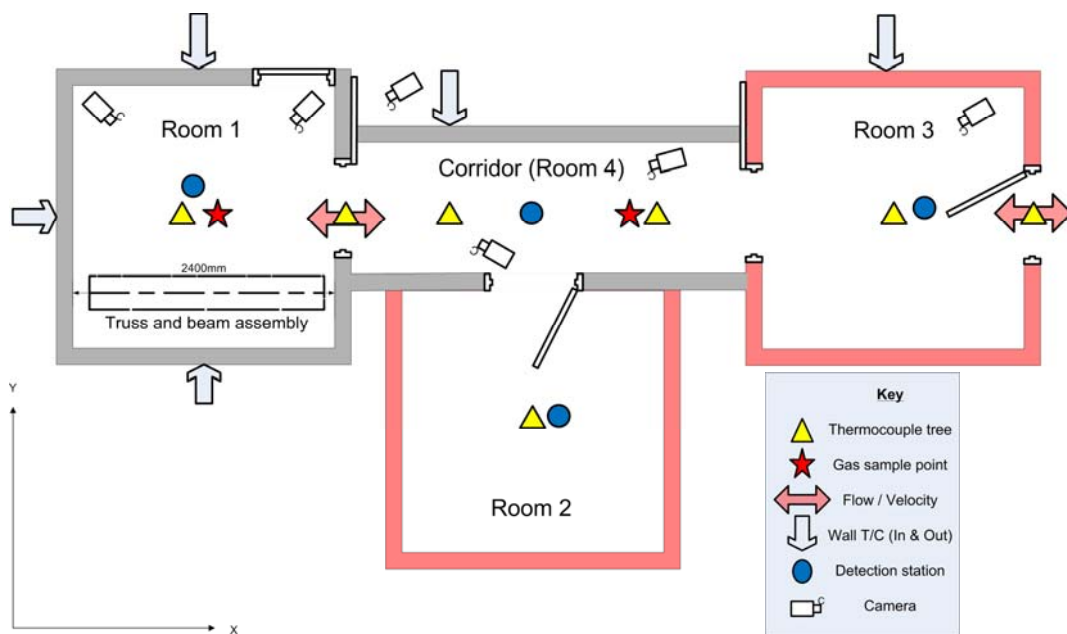 Room 1
Corridor (Room 4)
Room 3
2400mm
Truss and beam assembly
Room 2
Y
X
Key
Thermocouple tree
Gas sample point
Flow / Velocity
Wall T/C (In & Out)
Detection station
Camera